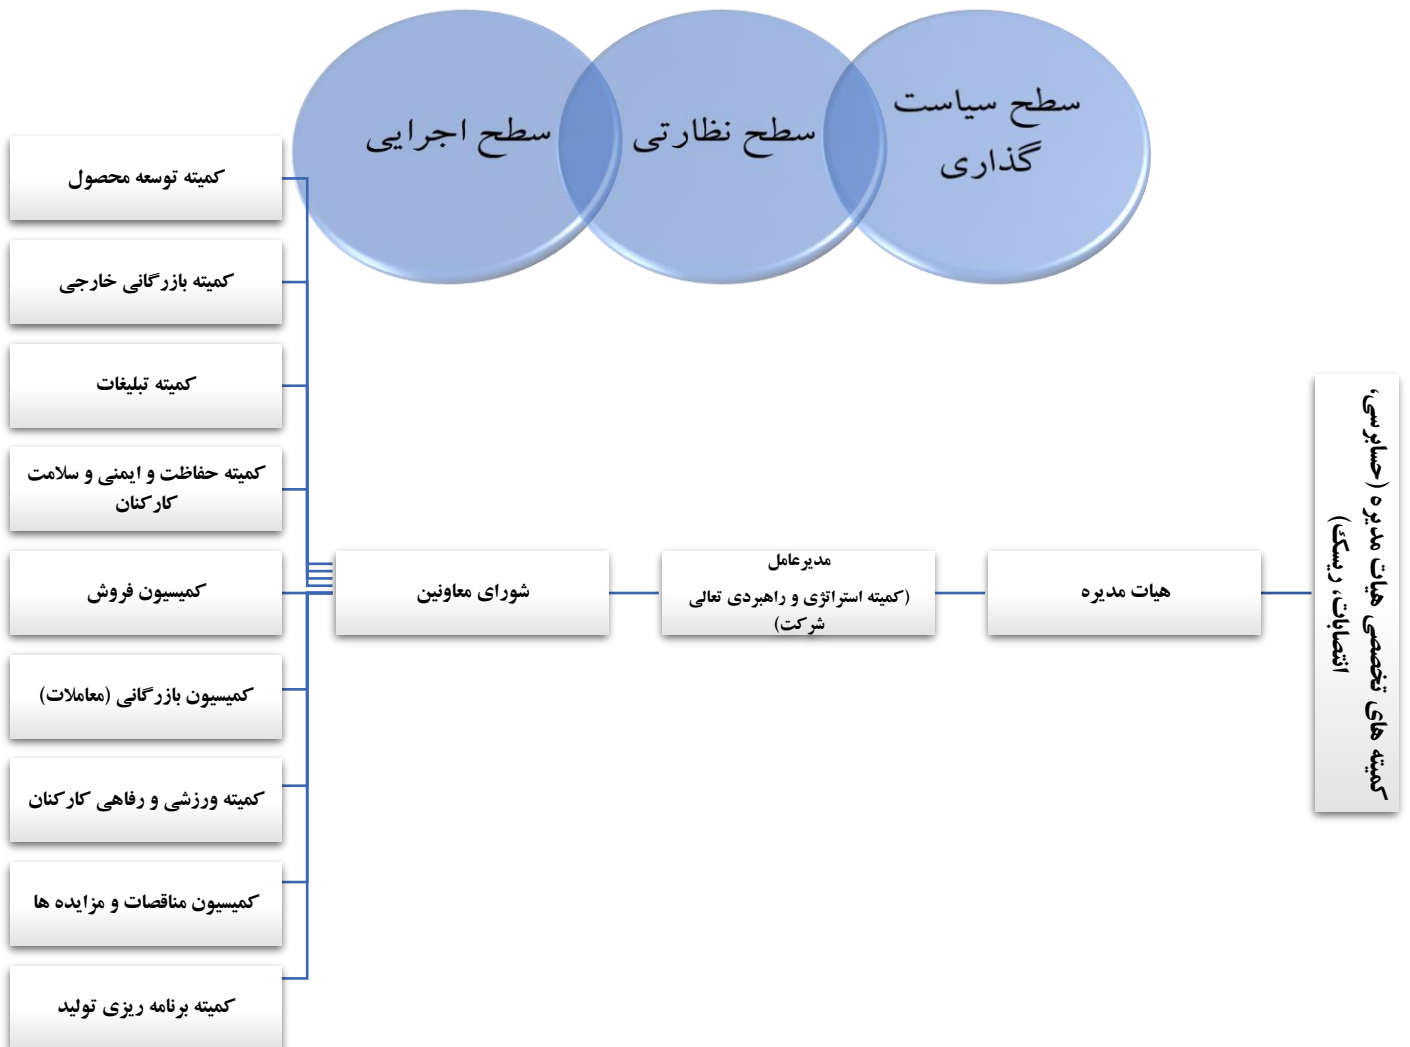 سطح سیاست
گذاری
سطح نظارتی
سطح اجرایی
کمیته های تخصصی هیات مدیره (حسابرسی،
انتصابات، ریسک)
هیات مدیره
مدیرعامل
(کمیته استراتژی و راهبردی تعالی
شرکت)
شورای معاونین
کمیته توسعه محصول
کمیته بازرگانی خارجی
کمیته تبلیغات
کمیته حفاظت و ایمنی و سلامت
کارکنان
کمیسیون فروش
کمیسیون بازرگانی (معاملات)
کمیته ورزشی و رفاهی کارکنان
کمیسیون مناقصات و مزایده ها
کمیته برنامه ریزی تولید